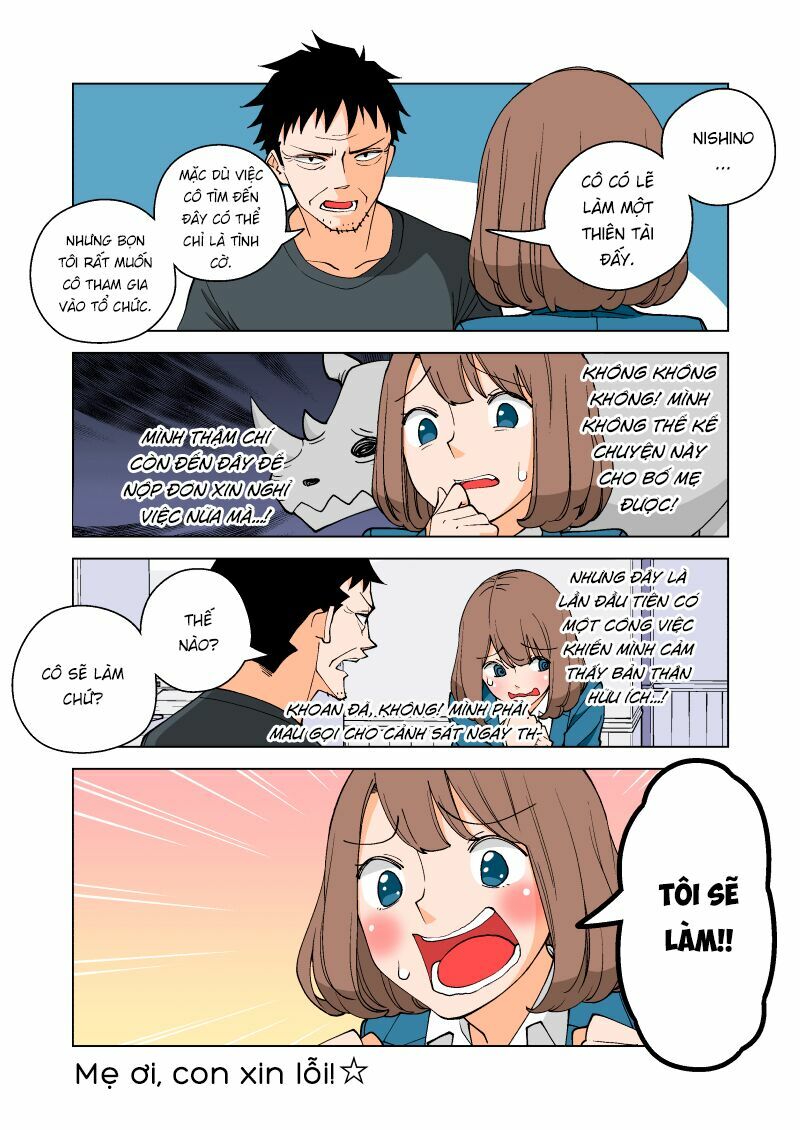 NISHINO
...
CÔ CÓ LẼ
LÀM MỘT
THIÊN TÀI
ĐẤY.
MẶC DÙ VIỆC
CÔ TÌM ĐẾN
ĐÂY CÓ THỂ
CHỈ LÀ TÌNH
CỜ.
NHƯNG BỌN
TÔI RẤT MUỐN
CÔ THAM GIA
VÀO TỔ CHỨC.
KHÔNG KHÔNG
KHÔNG! MÌNH
KHÔNG THỂ KỂ
CHUYỆN NÀY
CHO BỐ MẸ
ĐƯỢC!
MÌNH THẬM CHÍ
CÒN ĐẾN ĐÂY ĐỂ
NỘP ĐƠN XIN NGHỈ
VIỆC NỮA MÀ...!
NHƯNG ĐÂY LÀ
LẦN ĐẦU TIÊN CÓ
MỘT CÔNG VIỆC
KHIẾN MÌNH CẢM
THẤY BẢN THÂN
HỮU ÍCH...!
THẾ
NÀO?
CÔ SẼ LÀM
CHỨ?
KHOAN ĐÃ, KHÔNG! MÌNH PHẢI
MAU GỌI CHO CẢNH SÁT NGAY TH-
TÔI SẼ
LÀM!!
Mẹ ơi, con xin lỗi!☆